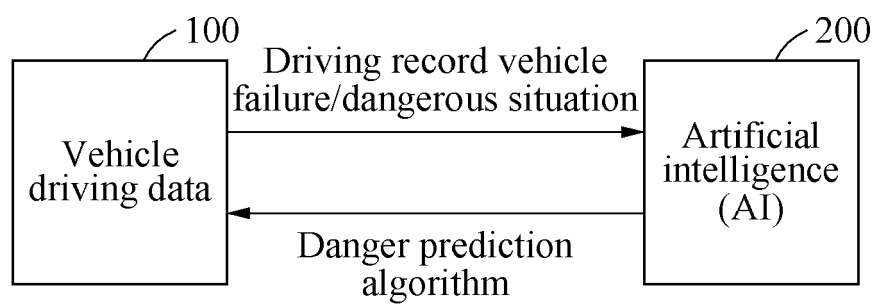 100
200
Driving record vehicle
failure/dangerous situation
Vehicle
driving data
Artificial
intelligence
(AI)
Danger prediction
algorithm